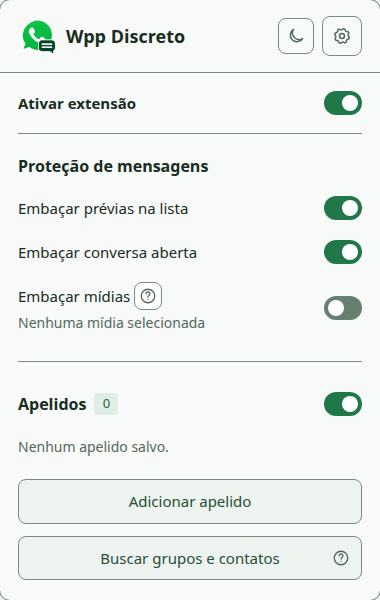 Wpp Discreto
Ativar extensão
Proteção de mensagens
Embaçar prévias na lista
Embaçar conversa aberta
Embaçar mídias ?
Nenhuma mídia selecionada
Apelidos 0
Nenhum apelido salvo.
Adicionar apelido
Buscar grupos e contatos ?